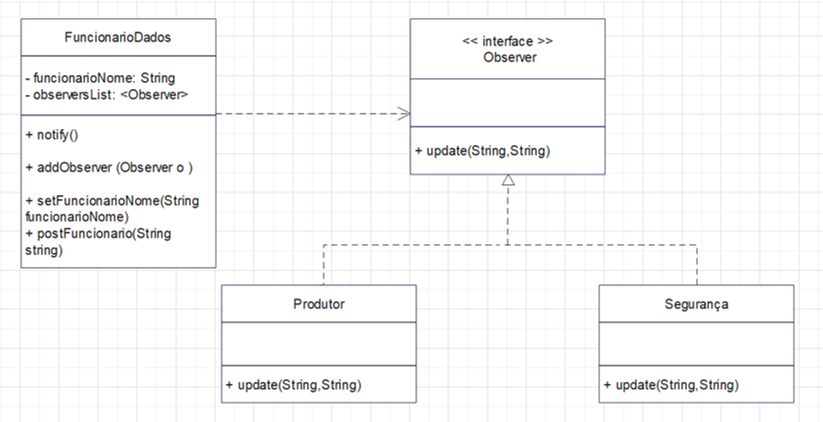 FuncionarioDados
- funcionarioNome: String
- observersList: <Observer>
+ notify()
+ addObserver (Observer o )
+ setFuncionarioNome(String
funcionarioNome)
+ postFuncionario(String
string)
<< interface >>
Observer
+ update(String,String)
Produtor
+ update(String,String)
Segurança
+ update(String,String)